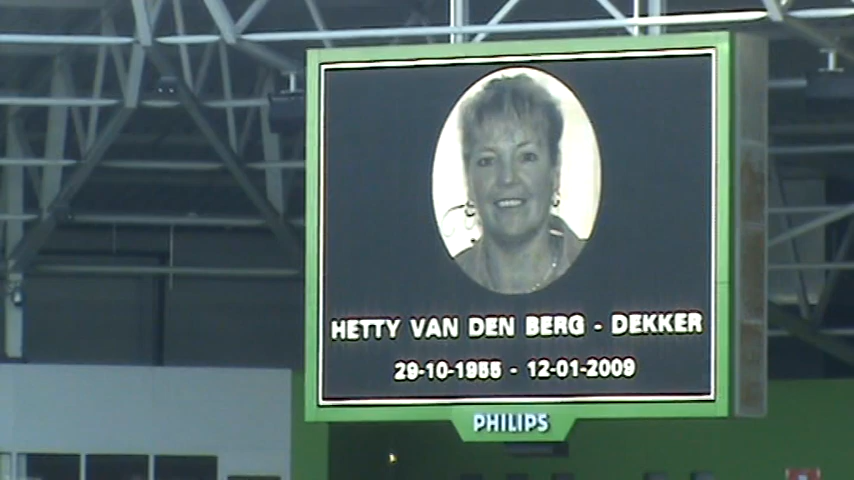 HETTY VAN DEN BERG - DEKKER
29-10-1955 - 12-01-2009
PHILIPS